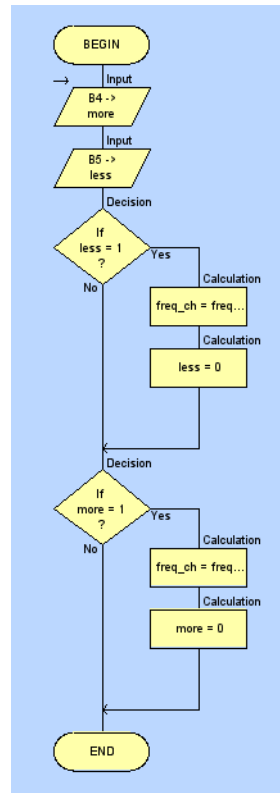 BEGIN
Input
B4 ->
more
Input
B5 ->
less
Decision
If
less = 1
?
Yes
No
Calculation
freq_ch = freq...
Calculation
less = 0
Decision
If
more = 1
?
Yes
No
Calculation
freq_ch = freq...
Calculation
more = 0
END